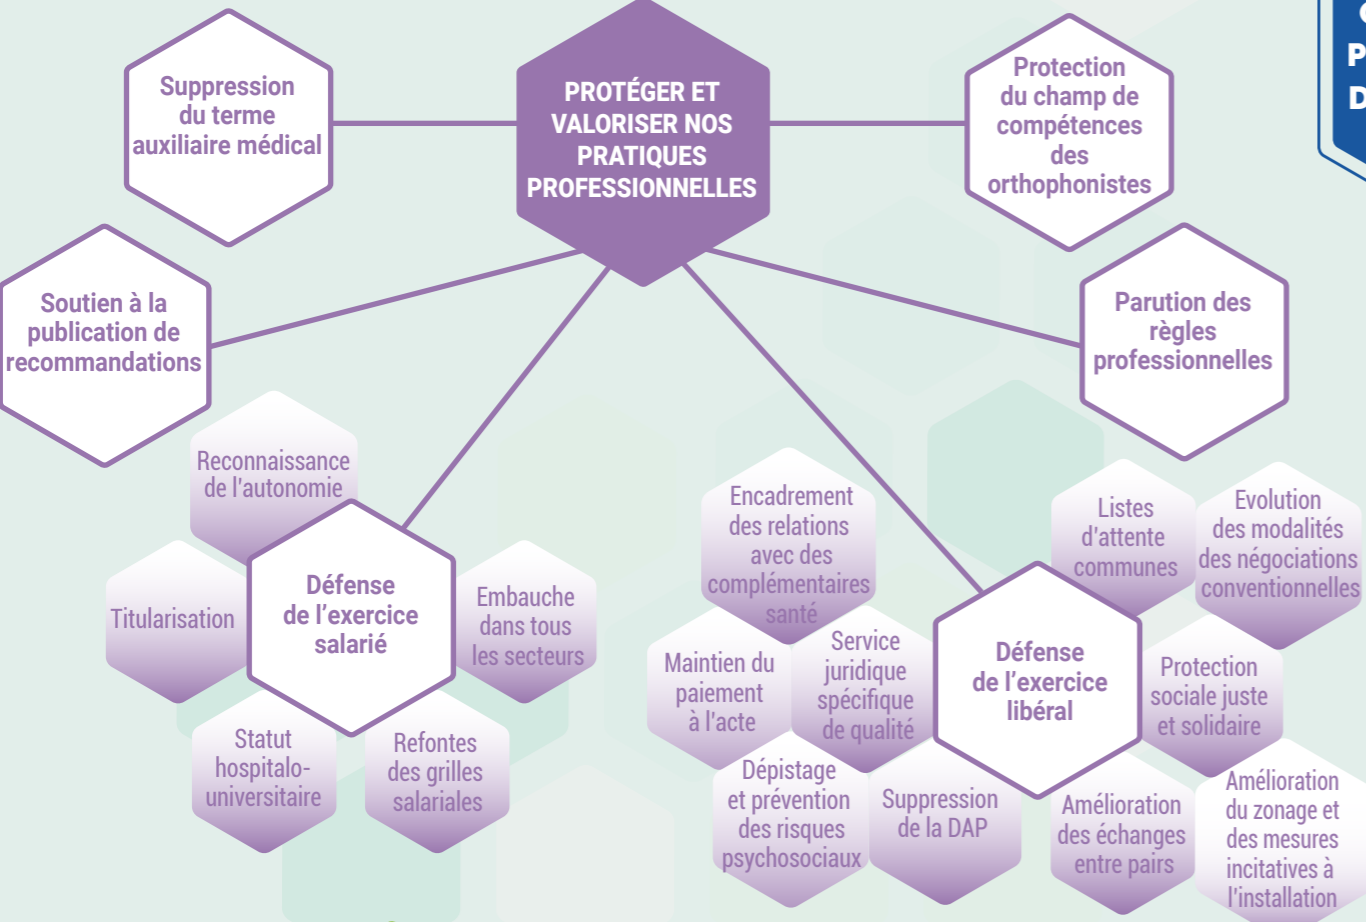 Suppression
du terme
auxiliaire médical
PROTÉGER ET
VALORISER NOS
PRATIQUES
PROFESSIONNELLES
Protection
du champ de
compétences
des
orthophonistes
Soutien à la
publication de
recommandations
Parution des
règles
professionnelles
Reconnaissance
de l'autonomie
Titularisation
Défense
de l'exercice
salarié
Embauche
dans tous
les secteurs
Statut
hospitalo-
universitaire
Refontes
des grilles
salariales
Encadrement
des relations
avec des
complémentaires
santé
Listes
d'attente
communes
Evolution
des modalités
des négociations
conventionnelles
Maintien du
paiement
à l'acte
Service
juridique
spécifique
de qualité
Défense
de l'exercice
libéral
Protection
sociale juste
et solidaire
Dépistage
et prévention
des risques
psychosociaux
Suppression
de la DAP
Amélioration
des échanges
entre pairs
Amélioration
du zonage et
des mesures
incitatives à
l'installation